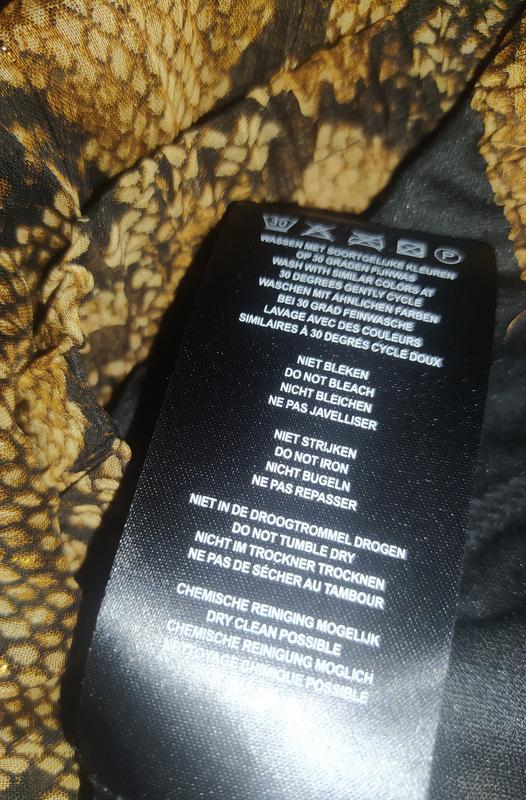 30 P
WASSEN MET SOORTGELIJKE KLEUREN
OP 30 GRADEN FIJNWAS
WASH WITH SIMILAR COLORS AT
30 DEGREES GENTLY CYCLE
WASCHEN MIT ÄHNLICHEN FARBEN
BEI 30 GRAD FEINWASCHE
LAVAGE AVEC DES COULEURS
SIMILAIRES À 30 DEGRÉS CYCLE DOUX
NIET BLEKEN
DO NOT BLEACH
NICHT BLEICHEN
NE PAS JAVELLISER
NIET STRIJKEN
DO NOT IRON
NICHT BUGELN
NE PAS REPASSER
NIET IN DE DROOGTROMMEL DROGEN
DO NOT TUMBLE DRY
NICHT IM TROCKNER TROCKNEN
NE PAS DE SÉCHER AU TAMBOUR
CHEMISCHE REINIGING MOGELIJK
DRY CLEAN POSSIBLE
CHEMISCHE REINIGUNG MOGLICH
NETTOYAGE CHIMIQUE POSSIBLE